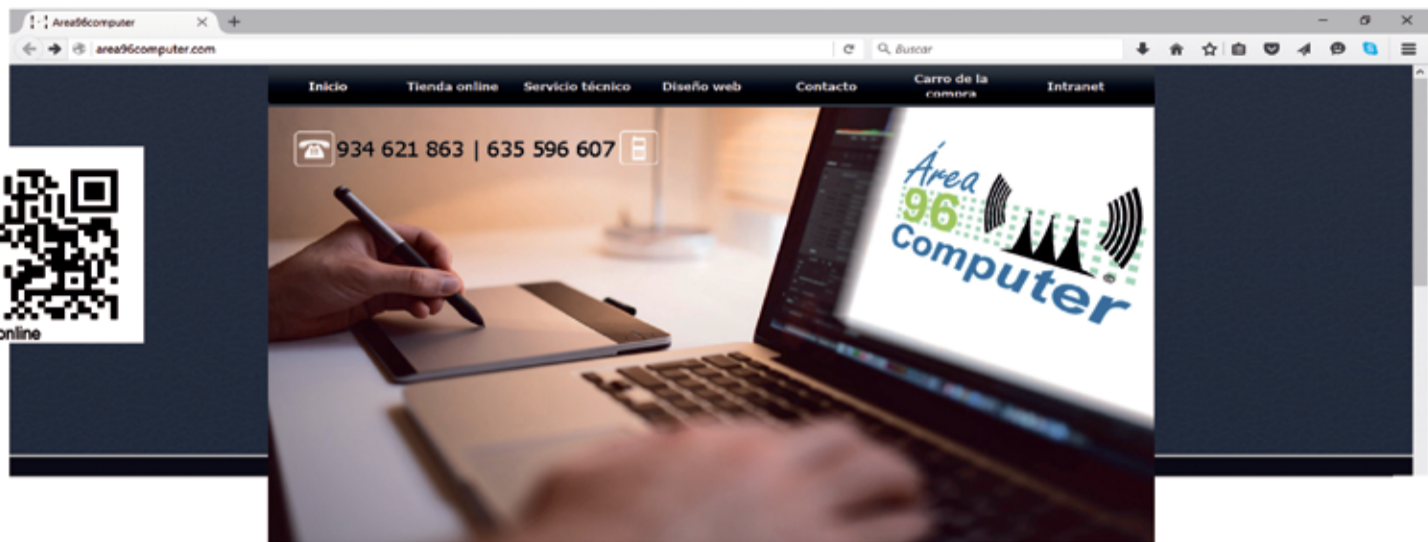 Area96computer
area96computer.com
Buscar
Inicio
Tienda online
Servicio técnico
Diseño web
Contacto
Carro de la
compra
Intranet
934 621 863 | 635 596 607
Área
96
Computer
online